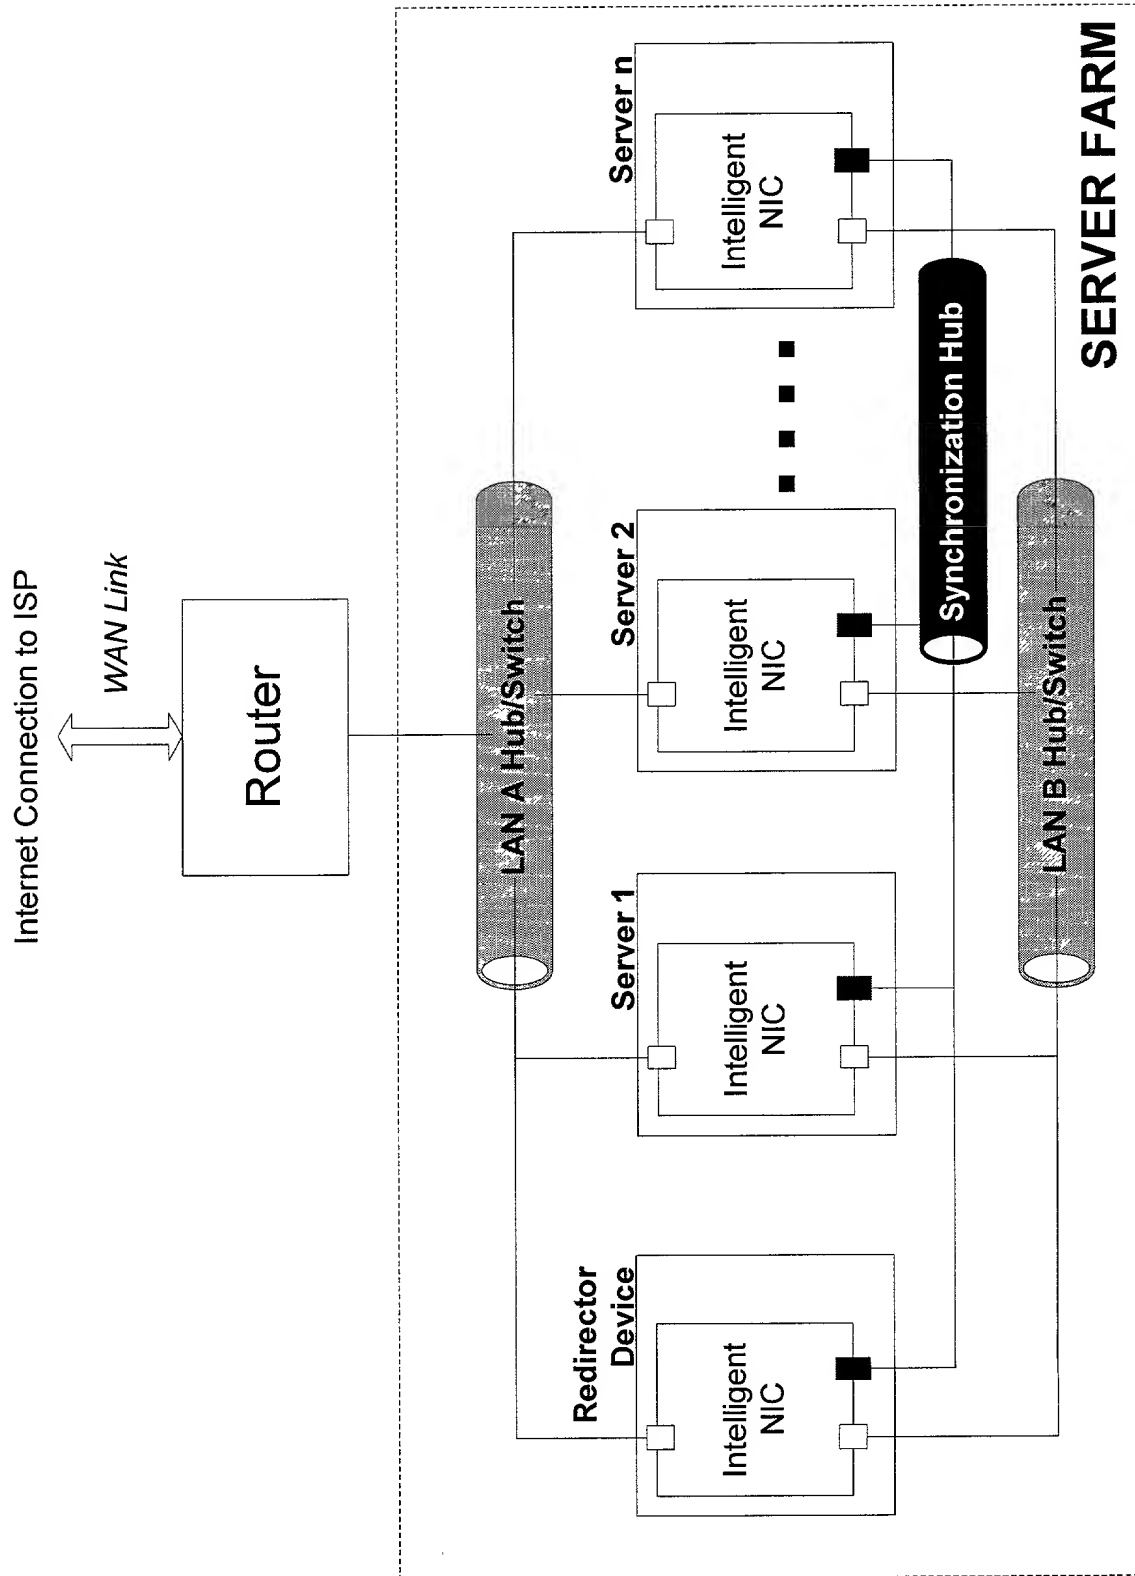 Internet Connection to ISP
WAN Link
Router
LAN A Hub/Switch
Redirector
Device
Intelligent
NIC
Server 1
Intelligent
NIC
Server 2
Intelligent
NIC
Server n
Intelligent
NIC
Synchronization Hub
LAN B Hub/Switch
SERVER FARM